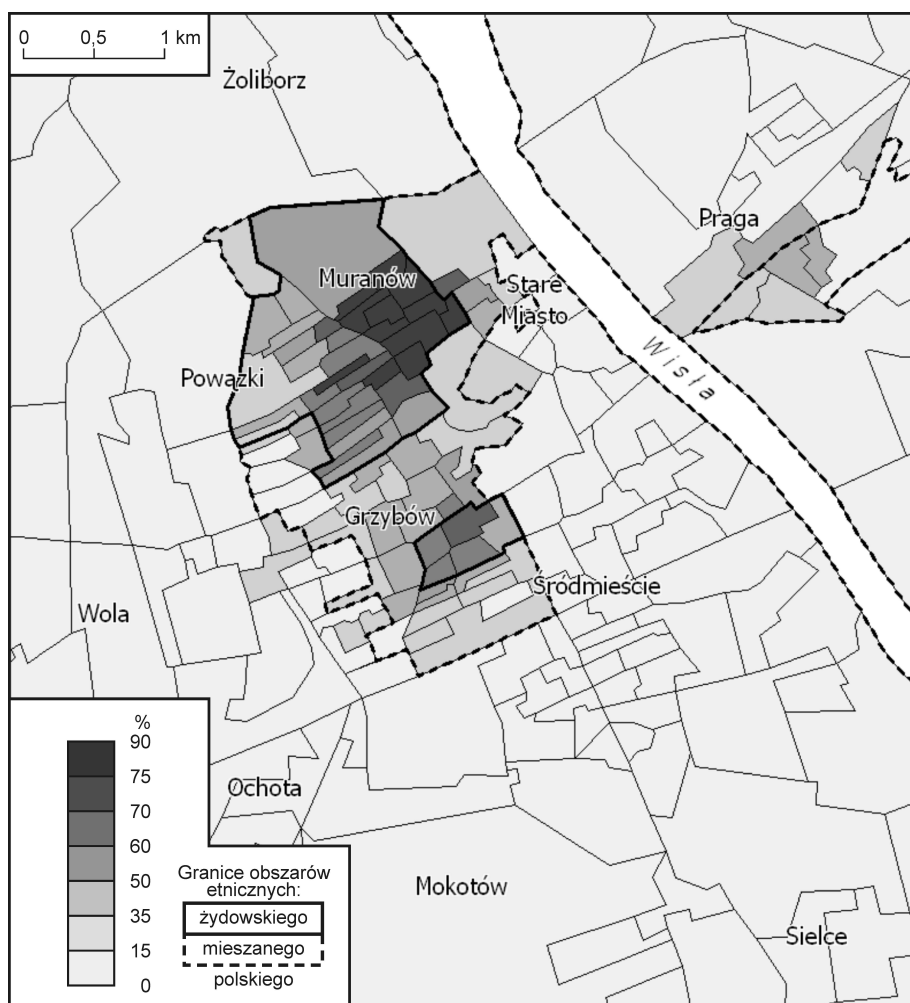 0 0,5 1 km
Żoliborz
Praga
Muranów
Stare
Miasto
Wisła
Powązki
Grzybów
Śródmieście
Wola
%
90
75
70
60
50
35
15
0
Ochota
Granice obszarów
etnicznych:
żydowskiego
mieszanego
polskiego
Mokotów
Sielce